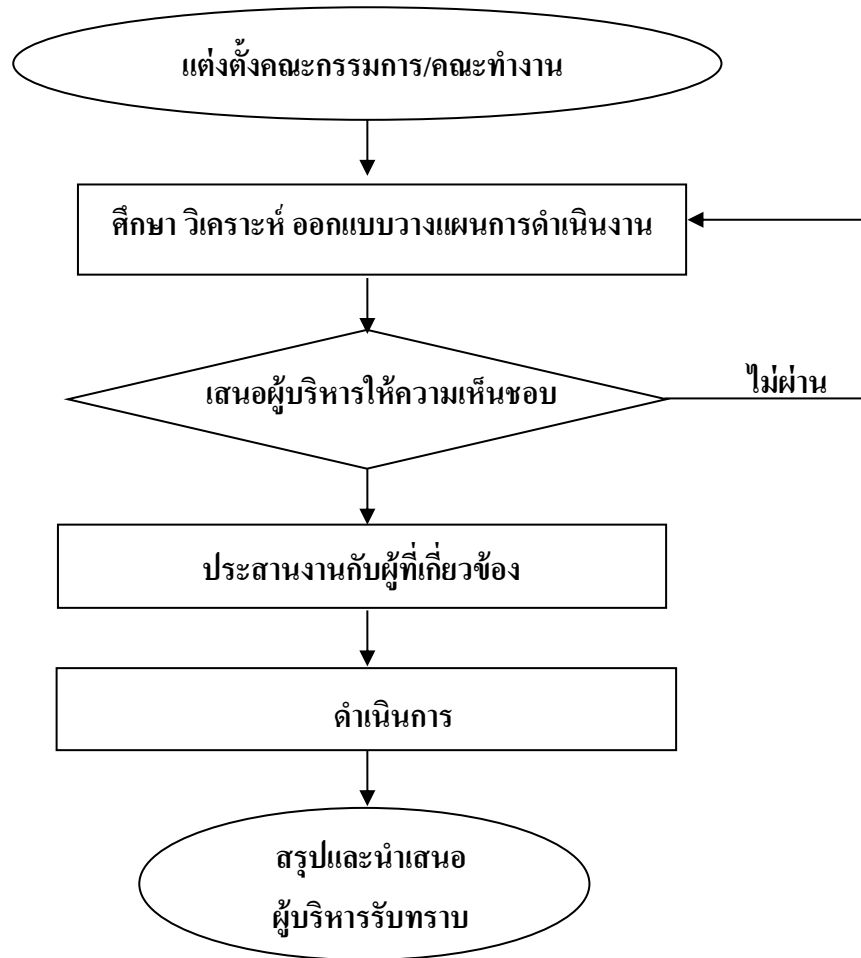 แต่งตั้งคณะกรรมการ/คณะทำงาน
ศึกษา วิเคราะห์ ออกแบบวางแผนการดำเนินงาน
เสนอผู้บริหารให้ความเห็นชอบ
ไม่ผ่าน
ประสานงานกับผู้ที่เกี่ยวข้อง
ดำเนินการ
สรุปและนำเสนอ
ผู้บริหารรับทราบ